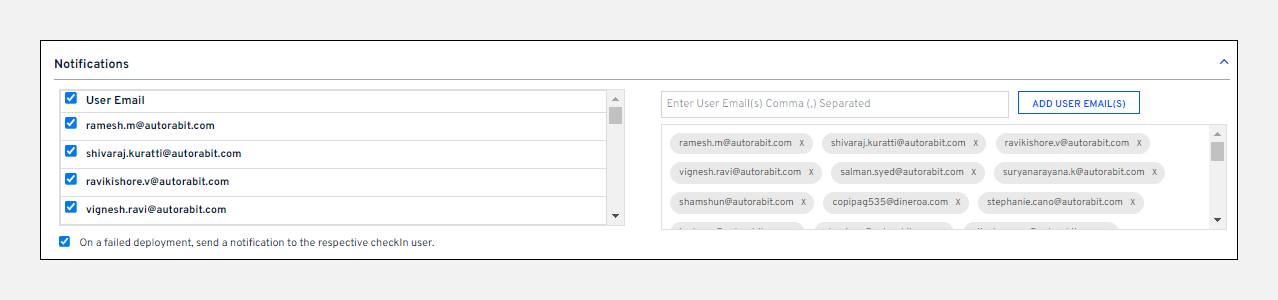 Notifications
User Email
ramesh.m@autorabit.com
shivaraj.kuratti@autorabit.com
ravikishore.v@autorabit.com
vignesh.ravi@autorabit.com
On a failed deployment, send a notification to the respective checkIn user.
Enter User Email(s) Comma (,) Separated
ADD USER EMAIL(S)
ramesh.m@autorabit.com X shivaraj.kuratti@autorabit.com X ravikishore.v@autorabit.com X
vignesh.ravi@autorabit.com X salman.syed@autorabit.com X suryanarayana.k@autorabit.com X
shamshun@autorabit.com X copipag535@dineroa.com X stephanie.cano@autorabit.com X